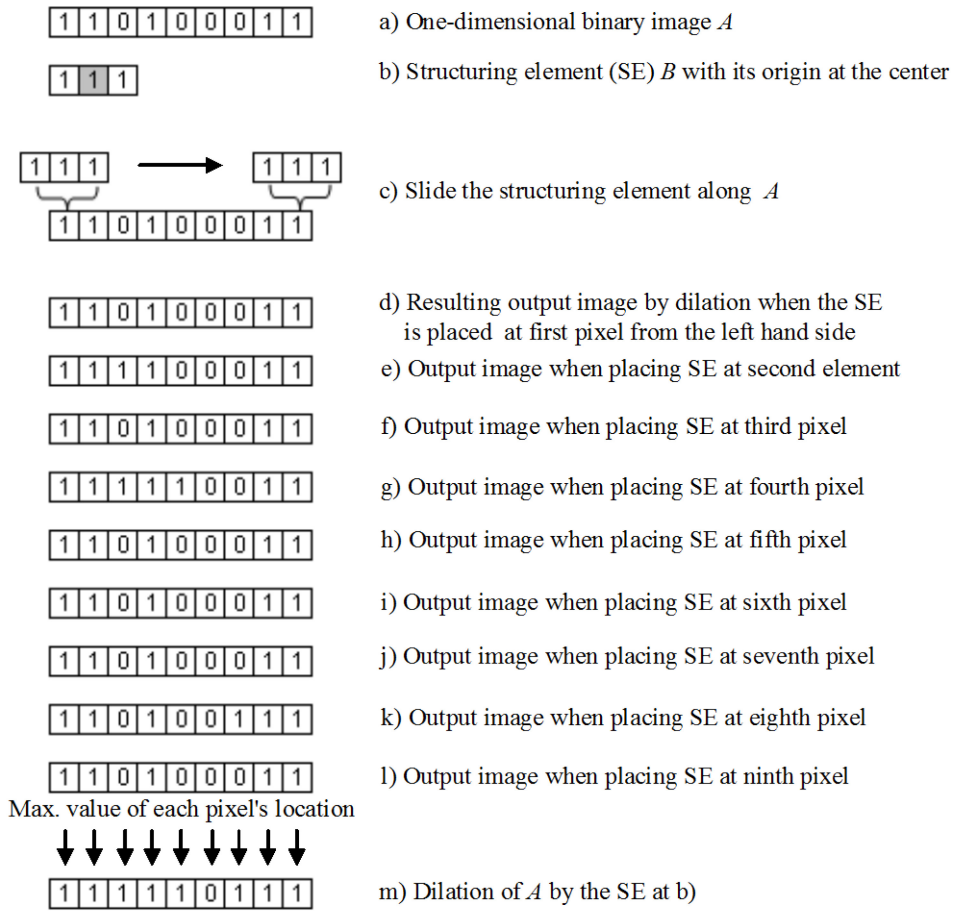 1 1 0 1 0 0 0 1 1 a) One-dimensional binary image A
1 1 1 b) Structuring element (SE) B with its origin at the center
1 1 1 1 1 1
c) Slide the structuring element along A
1 1 0 1 0 0 0 1 1
d) Resulting output image by dilation when the SE
1 1 0 1 0 0 0 1 1
is placed at first pixel from the left hand side
1 1 1 1 0 0 0 1 1 e) Output image when placing SE at second element
1 1 0 1 0 0 0 1 1 f) Output image when placing SE at third pixel
1 1 1 1 1 0 0 1 1 g) Output image when placing SE at fourth pixel
1 1 0 1 0 0 0 1 1 h) Output image when placing SE at fifth pixel
1 1 0 1 0 0 0 1 1 i) Output image when placing SE at sixth pixel
1 1 0 1 0 0 0 1 1 j) Output image when placing SE at seventh pixel
1 1 0 1 0 0 1 1 1 k) Output image when placing SE at eighth pixel
1 1 0 1 0 0 0 1 1 l) Output image when placing SE at ninth pixel
Max. value of each pixel's location
1 1 1 1 1 0 1 1 1 m) Dilation of A by the SE at b)